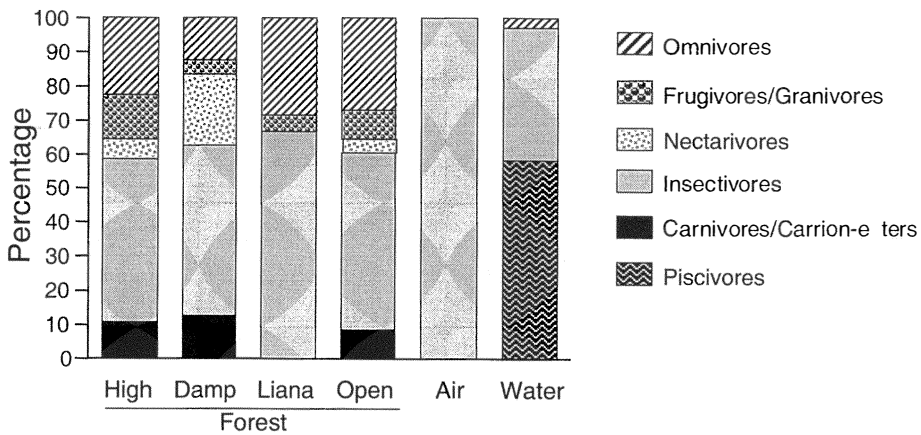 100
90
80
70
60
50
40
30
20
10
0
Percentage
High Damp Liana Open Air Water
Forest
Omnivores
Frugivores/Granivores
Nectarivores
Insectivores
Carnivores/Carrion-e ters
Piscivores